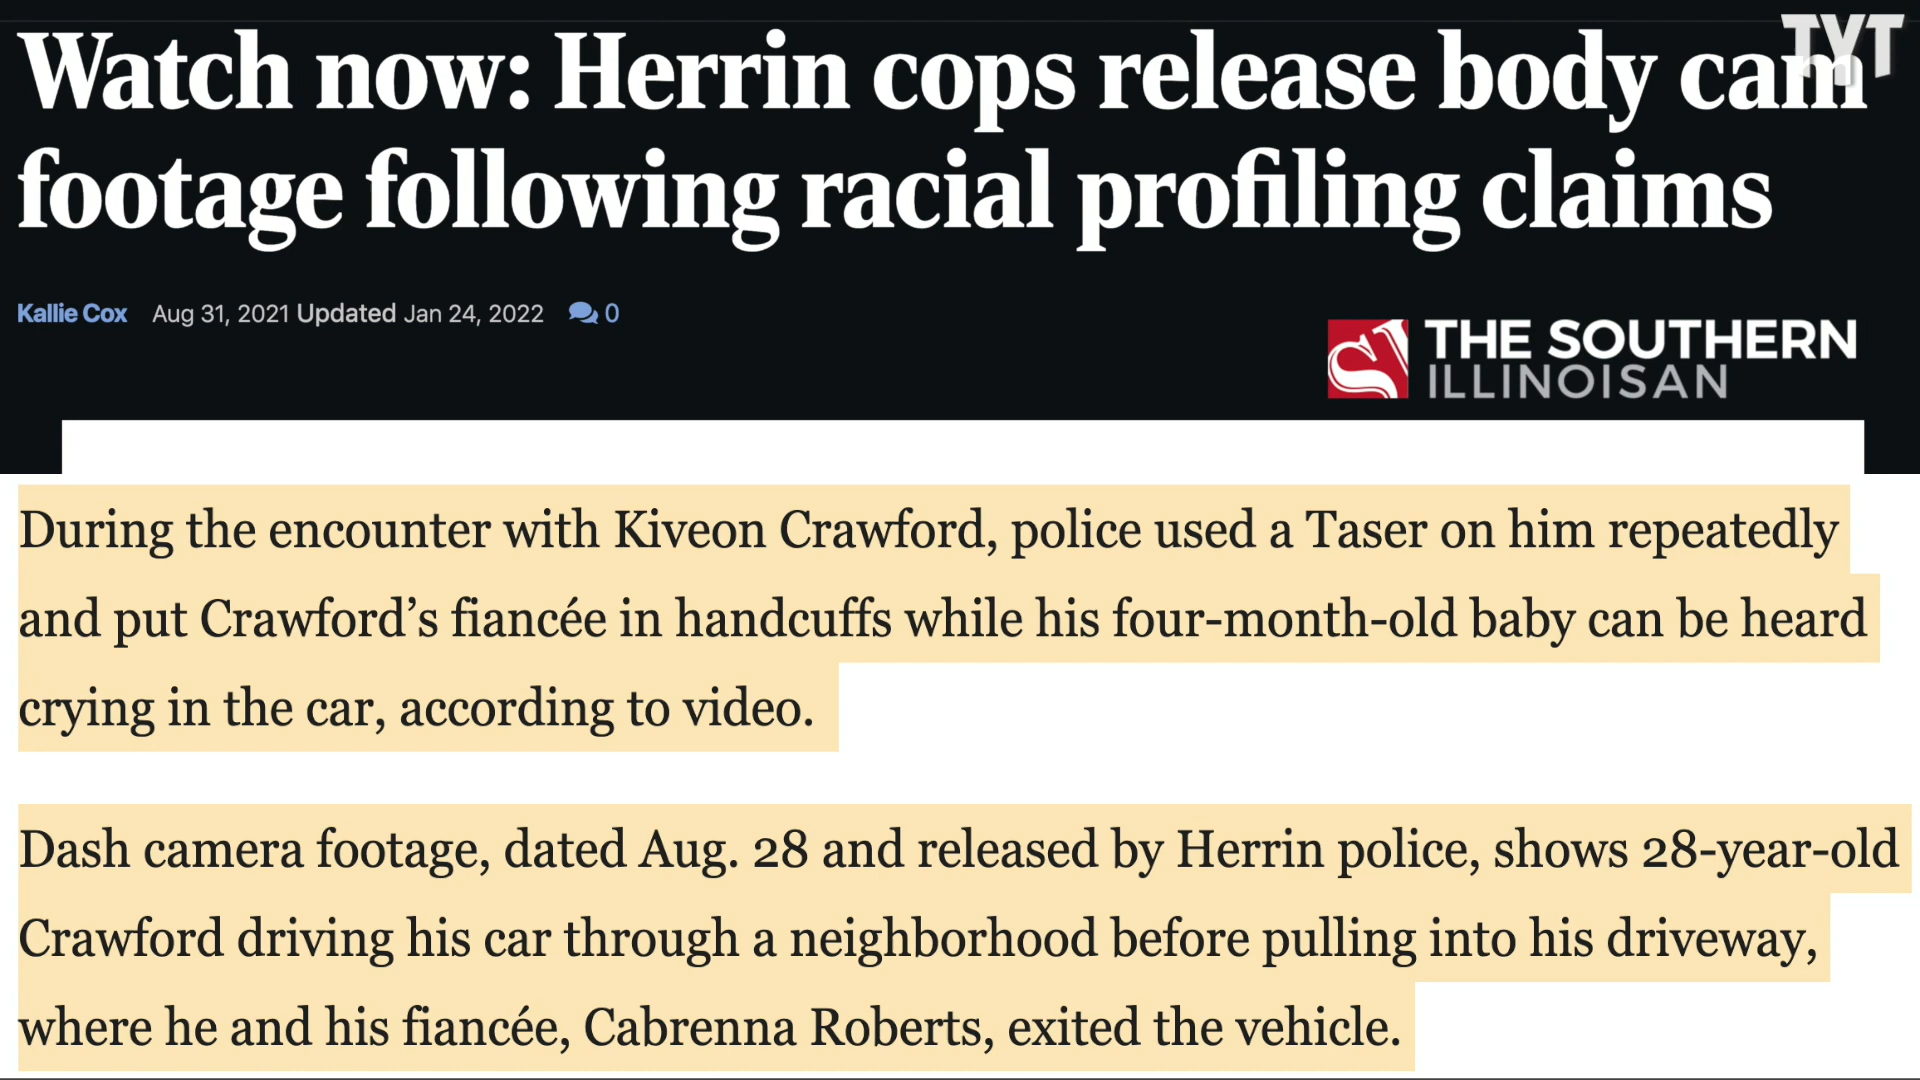 TYT
Watch now: Herrin cops release body cam
footage following racial profiling claims
Kallie Cox Aug 31, 2021 Updated Jan 24, 2022 0
SI THE SOUTHERN
ILLINOISAN
During the encounter with Kiveon Crawford, police used a Taser on him repeatedly
and put Crawford’s fiancée in handcuffs while his four-month-old baby can be heard
crying in the car, according to video.
Dash camera footage, dated Aug. 28 and released by Herrin police, shows 28-year-old
Crawford driving his car through a neighborhood before pulling into his driveway,
where he and his fiancée, Cabrenna Roberts, exited the vehicle.